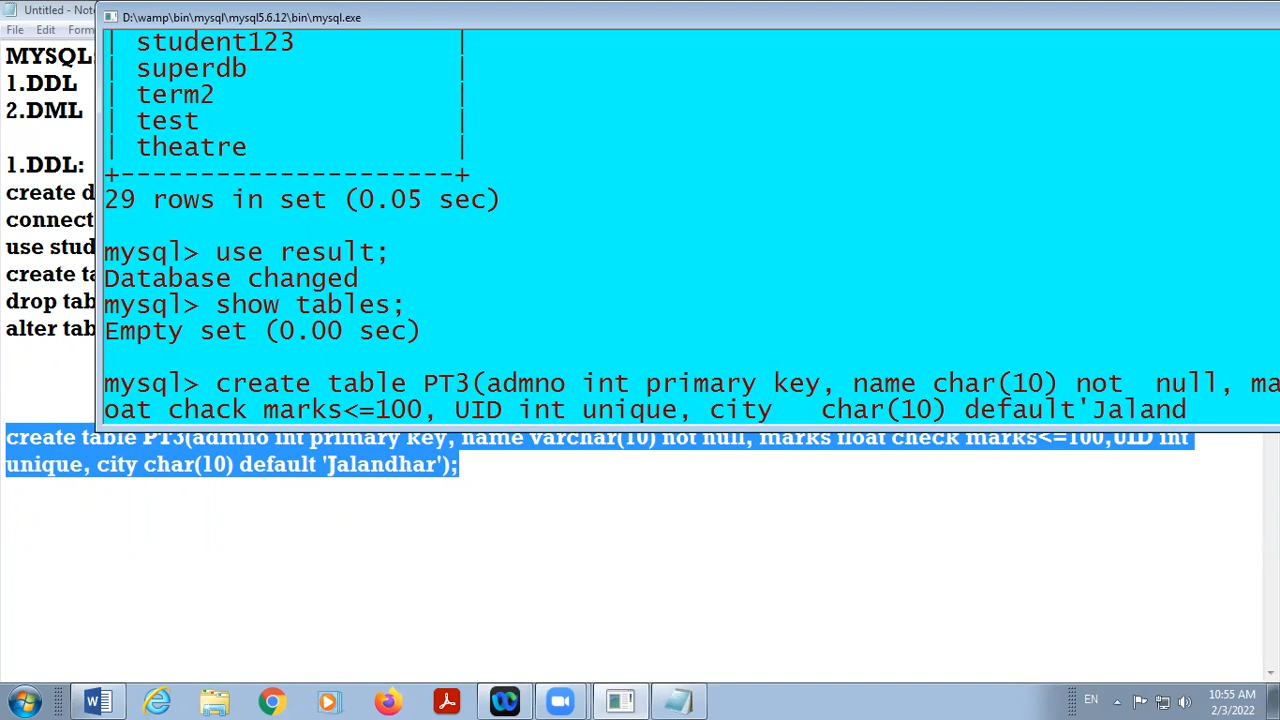 Untitled - Note
D:\wamp\bin\mysql\mysql5.6.12\bin\mysql.exe
File Edit Form
MYSQL
1.DDL
2.DML
1.DDL:
create d
connect
use stud
create ta
drop tab
alter tab
| student123 |
| superdb |
| term2 |
| test |
| theatre |
+---------------------+
29 rows in set (0.05 sec)
mysql> use result;
Database changed
mysql> show tables;
Empty set (0.00 sec)
mysql> create table PT3(admno int primary key, name char(10) not  null, ma
oat chack marks<=100, UID int unique, city   char(10) default'Jaland
create table PT3(admno int primary key, name varchar(10) not null, marks float check marks<=100,UID int
unique, city char(10) default 'Jalandhar');
EN
10:55 AM
2/3/2022